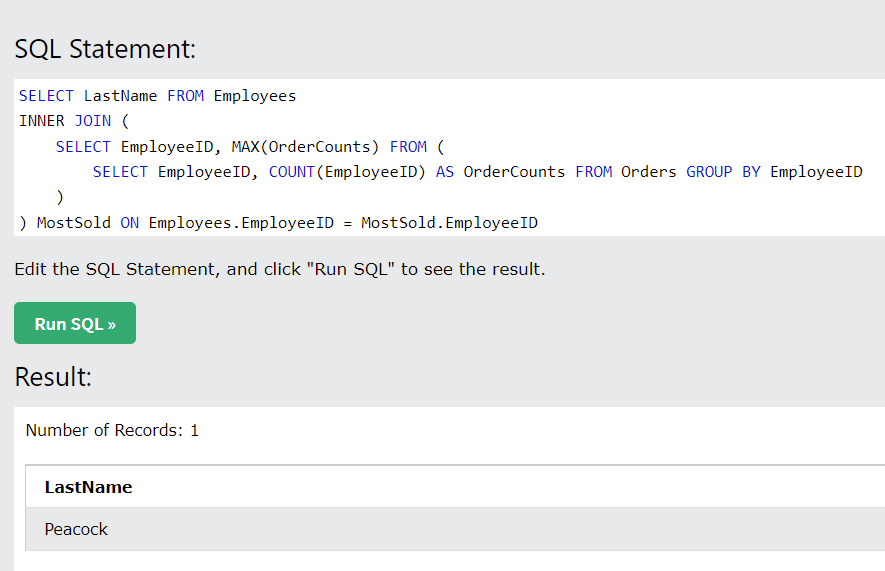 SQL Statement:
SELECT LastName FROM Employees
INNER JOIN (
    SELECT EmployeeID, MAX(OrderCounts) FROM (
        SELECT EmployeeID, COUNT(EmployeeID) AS OrderCounts FROM Orders GROUP BY EmployeeID
    )
) MostSold ON Employees.EmployeeID = MostSold.EmployeeID
Edit the SQL Statement, and click "Run SQL" to see the result.
Run SQL »
Result:
Number of Records: 1
LastName
Peacock